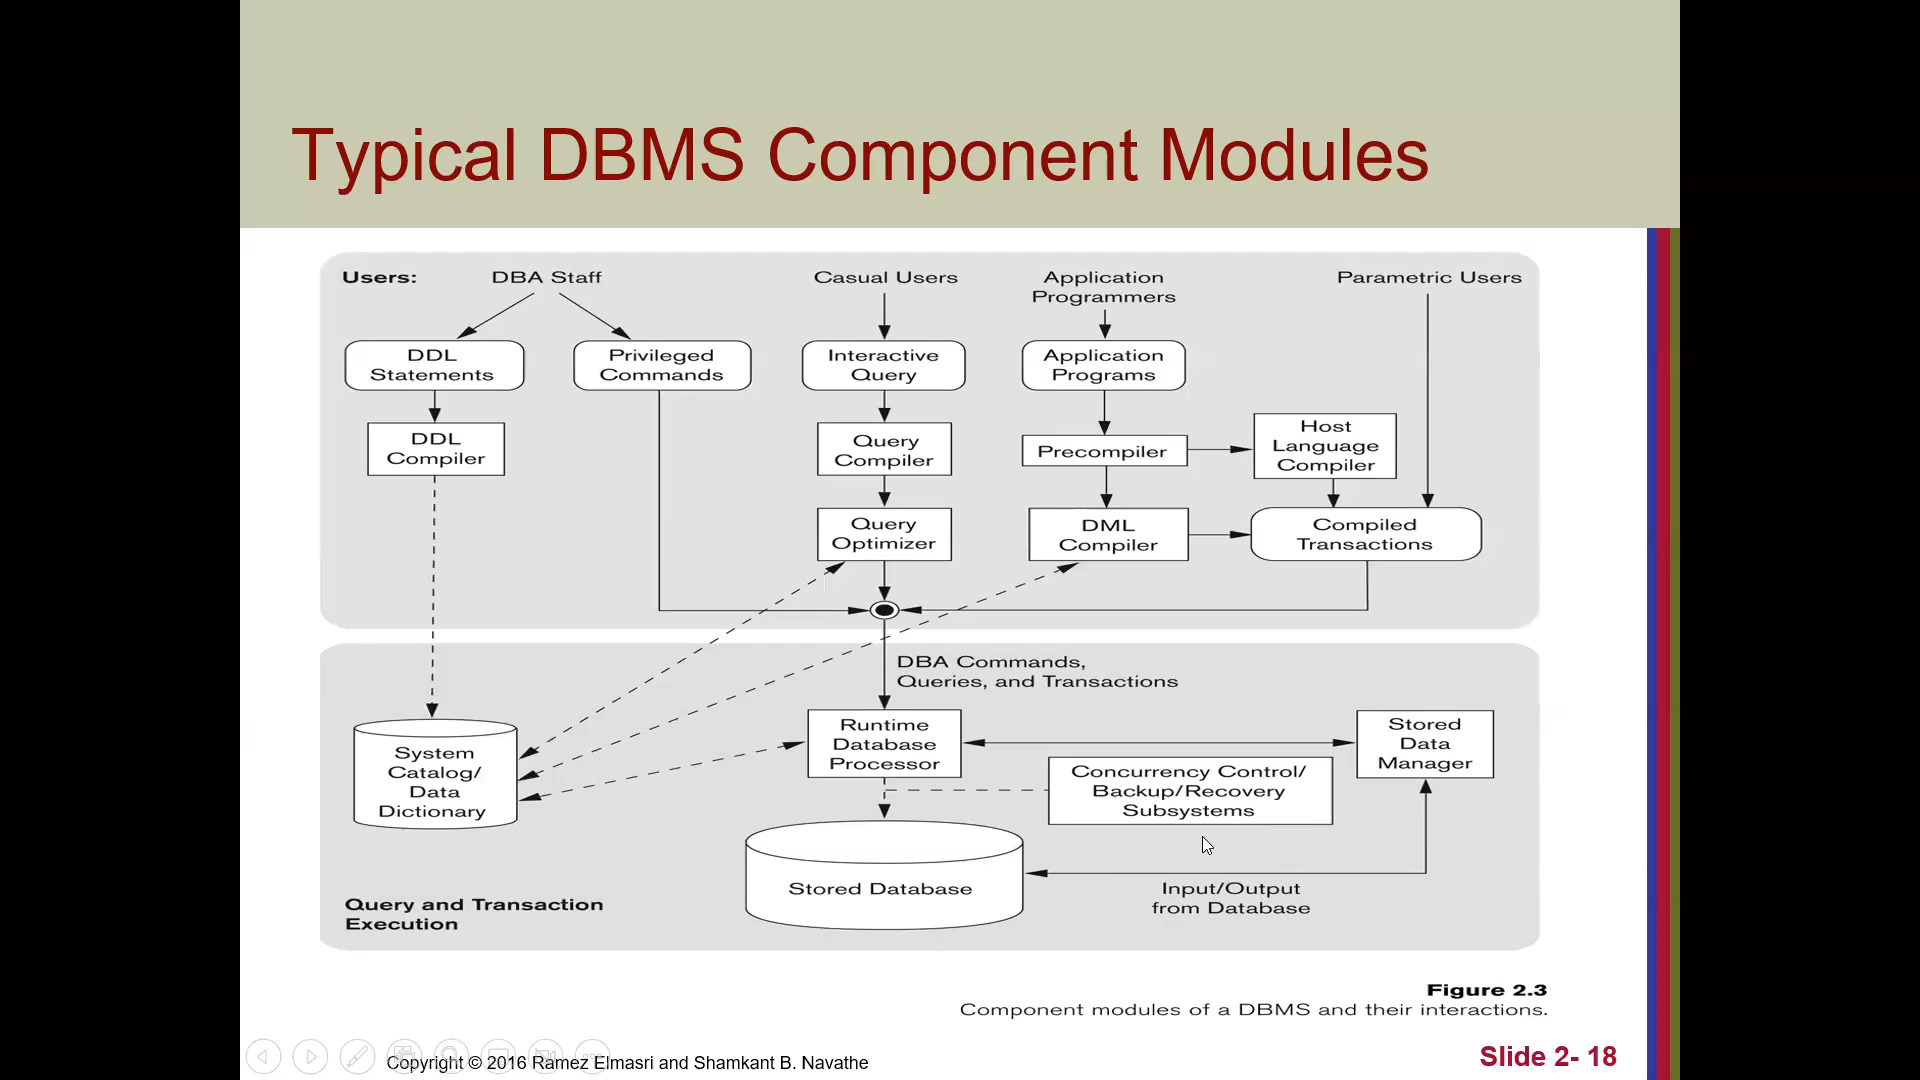 Typical DBMS Component Modules
Users:
DBA Staff
Casual Users
Application
Programmers
Parametric Users
DDL
Statements
Privileged
Commands
Interactive
Query
Application
Programs
DDL
Compiler
Query
Compiler
Precompiler
Host
Language
Compiler
Query
Optimizer
DML
Compiler
Compiled
Transactions
DBA Commands,
Queries, and Transactions
System
Catalog/
Data
Dictionary
Runtime
Database
Processor
Stored
Data
Manager
Concurrency Control/
Backup/Recovery
Subsystems
Stored Database
Input/Output
from Database
Query and Transaction
Execution
Figure 2.3
Component modules of a DBMS and their interactions.
Copyright © 2016 Ramez Elmasri and Shamkant B. Navathe
Slide 2- 18